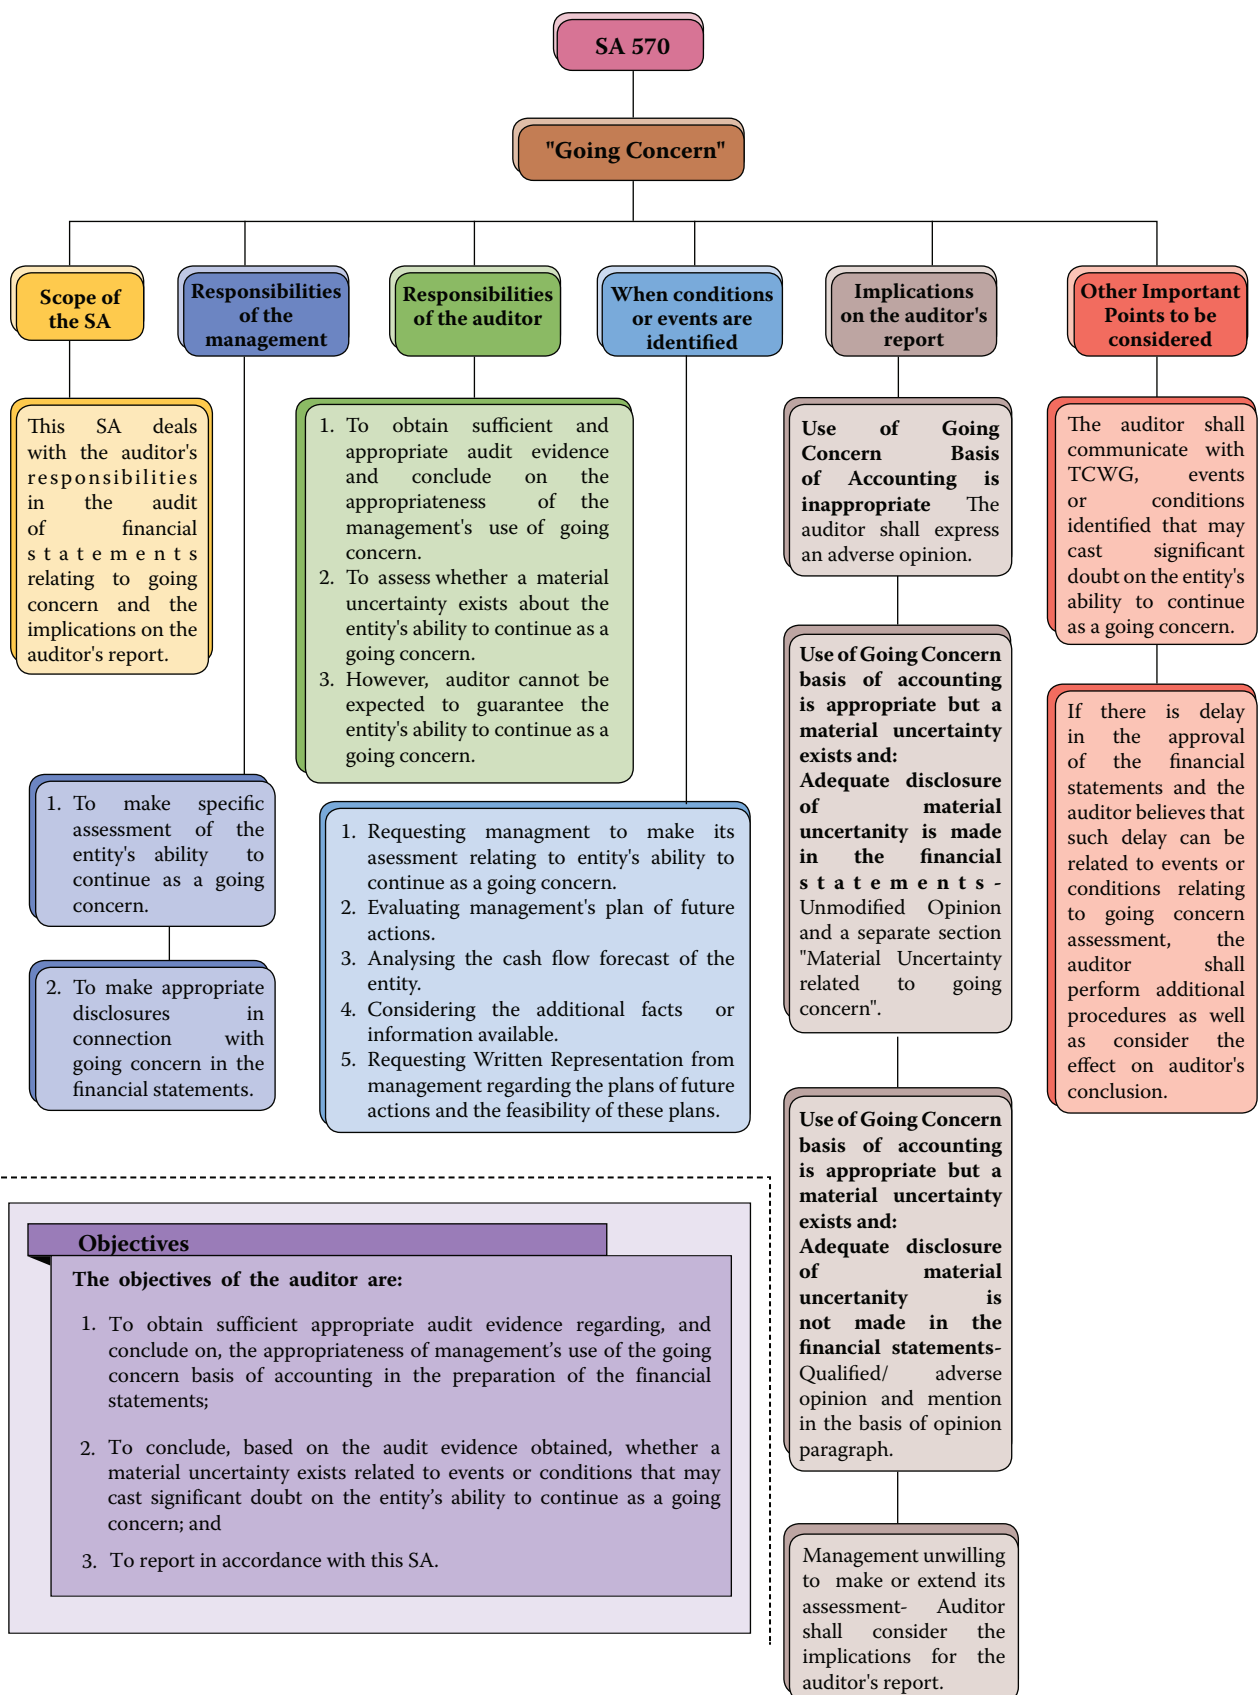 SA 570
"Going Concern"
Scope of
the SA
Responsibilities
of the
management
Responsibilities
of the auditor
When conditions
or events are
identified
Implications
on the auditor's
report
Other Important
Points to be
considered
This SA deals
with the auditor's
responsibilities
in the audit
of financial
statements
relating to going
concern and the
implications on the
auditor's report.
1. To make specific
assessment of the
entity's ability to
continue as a going
concern.
2. To make appropriate
disclosures in
connection with
going concern in the
financial statements.
1. To obtain sufficient and
appropriate audit evidence
and conclude on the
appropriateness of the
management's use of going
concern.
2. To assess whether a material
uncertainty exists about the
entity's ability to continue as a
going concern.
3. However, auditor cannot be
expected to guarantee the
entity's ability to continue as a
going concern.
1. Requesting managment to make its
asessment relating to entity's ability to
continue as a going concern.
2. Evaluating management's plan of future
actions.
3. Analysing the cash flow forecast of the
entity.
4. Considering the additional facts or
information available.
5. Requesting Written Representation from
management regarding the plans of future
actions and the feasibility of these plans.
Use of Going
Concern Basis
of Accounting is
inappropriate The
auditor shall express
an adverse opinion.
Use of Going Concern
basis of accounting
is appropriate but a
material uncertainty
exists and:
Adequate disclosure
of material
uncertanity is made
in the financial
statements-
Unmodified Opinion
and a separate section
"Material Uncertainty
related to going
concern".
Use of Going Concern
basis of accounting
is appropriate but a
material uncertainty
exists and:
Adequate disclosure
of material
uncertanity is
not made in the
financial statements-
Qualified/ adverse
opinion and mention
in the basis of opinion
paragraph.
Management unwilling
to make or extend its
assessment- Auditor
shall consider the
implications for the
auditor's report.
The auditor shall
communicate with
TCWG, events
or conditions
identified that may
cast significant
doubt on the entity's
ability to continue
as a going concern.
If there is delay
in the approval
of the financial
statements and the
auditor believes that
such delay can be
related to events or
conditions relating
to going concern
assessment, the
auditor shall
perform additional
procedures as well
as consider the
effect on auditor's
conclusion.
Objectives
The objectives of the auditor are:
1. To obtain sufficient appropriate audit evidence regarding, and
conclude on, the appropriateness of management's use of the going
concern basis of accounting in the preparation of the financial
statements;
2. To conclude, based on the audit evidence obtained, whether a
material uncertainty exists related to events or conditions that may
cast significant doubt on the entity's ability to continue as a going
concern; and
3. To report in accordance with this SA.